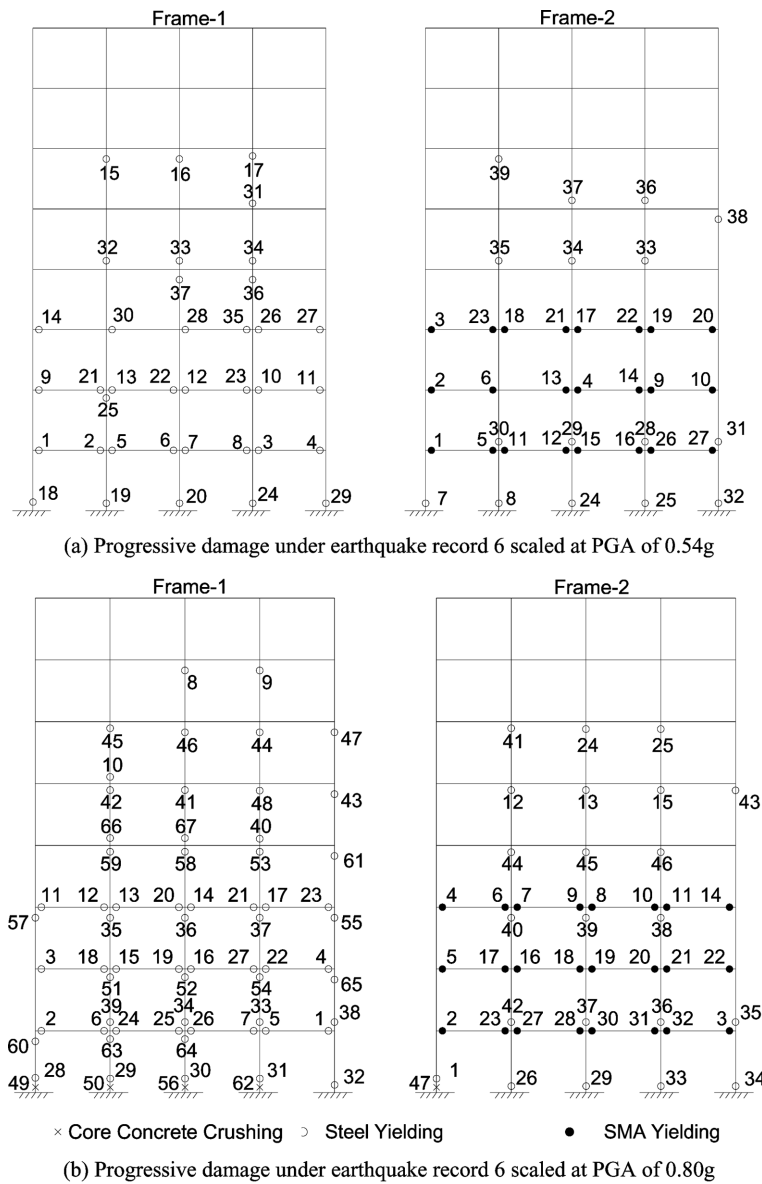 Frame-1 Frame-2
15 16 17 39
31 37 36
38
32 33 34 35 34 33
37 36
14 30 28 35 26 27 3 23 18 21 17 22 19 20
9 21 13 22 12 23 10 11 2 6 13 4 14 9 10
25
30 29 28 31
1 2 5 6 7 8 3 4 1 5 11 12 15 16 26 27
18 19 20 24 29 7 8 24 25 32
(a) Progressive damage under earthquake record 6 scaled at PGA of 0.54g
Frame-1 Frame-2
8 9
45 46 44 47 41 24 25
10
42 41 48 43 12 13 15 43
66 67 40
59 58 53 61 44 45 46
11 12 13 20 14 21 17 23 4 6 7 9 8 10 11 14
57 35 36 37 55 40 39 38
3 18 15 19 16 27 22 4 5 17 16 18 19 20 21 22
51 52 54 65
39 34 33 38 42 37 36 35
2 6 24 25 26 7 5 1 2 23 27 28 30 31 32 3
60 63 64
28 29 30 31 1
49 50 56 62 32 47 26 29 33 34
× Core Concrete Crushing ○ Steel Yielding ● SMA Yielding
(b) Progressive damage under earthquake record 6 scaled at PGA of 0.80g